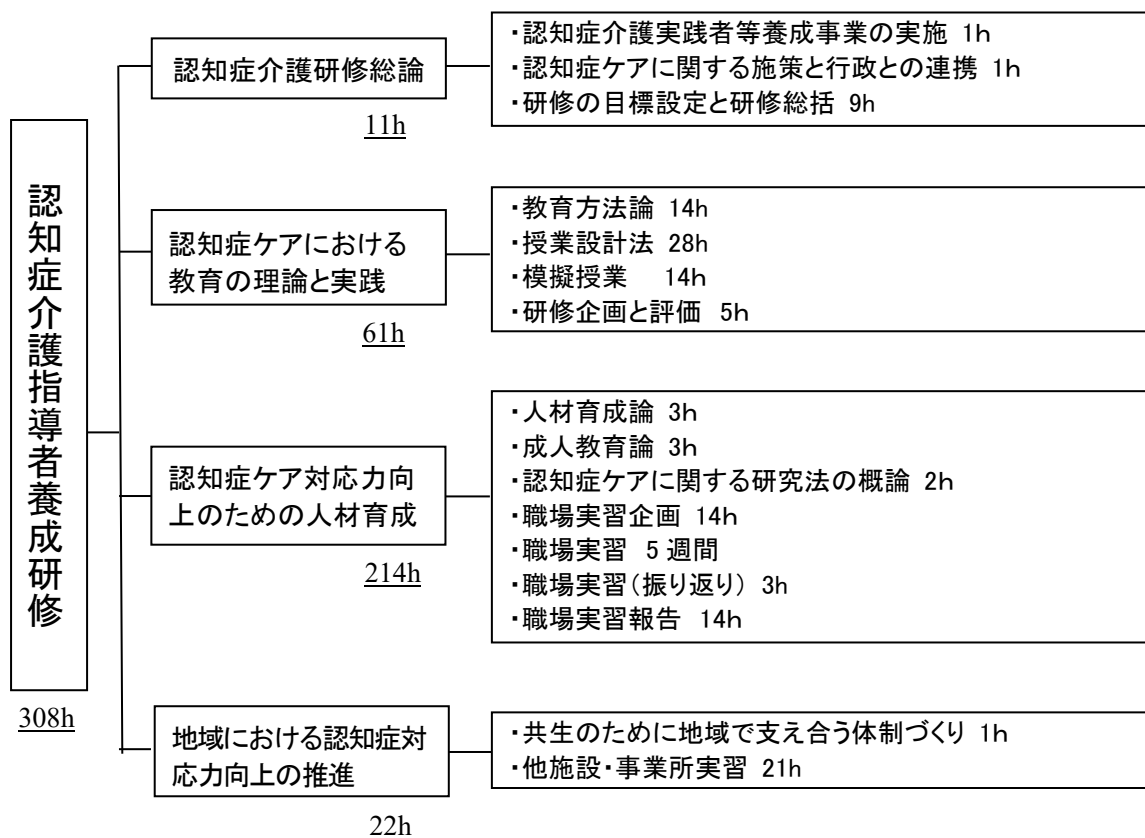 認知症介護指導者養成研修
308h
認知症介護研修総論
11h
・認知症介護実践者等養成事業の実施 1h
・認知症ケアに関する施策と行政との連携 1h
・研修の目標設定と研修総括 9h
認知症ケアにおける
教育の理論と実践
61h
・教育方法論 14h
・授業設計法 28h
・模擬授業 14h
・研修企画と評価 5h
認知症ケア対応力向
上のための人材育成
214h
・人材育成論 3h
・成人教育論 3h
・認知症ケアに関する研究法の概論 2h
・職場実習企画 14h
・職場実習 5週間
・職場実習(振り返り) 3h
・職場実習報告 14h
地域における認知症対
応力向上の推進
22h
・共生のために地域で支え合う体制づくり 1h
・他施設・事業所実習 21h